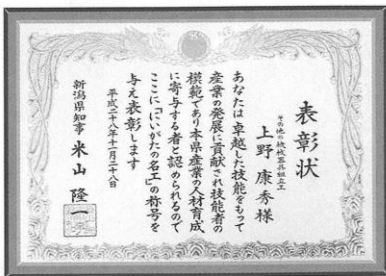 表彰状
その他の機械器具組立工
上野康秀様
あなたは卓越した技能をもって
産業の発展に貢献され技能者の
模範であり本県産業の人材育成
に寄与する者と認められるので
ここに「にいがたの名工」の称号を
与え表彰します
平成二十八年十一月二十八日
新潟県知事 米山隆一